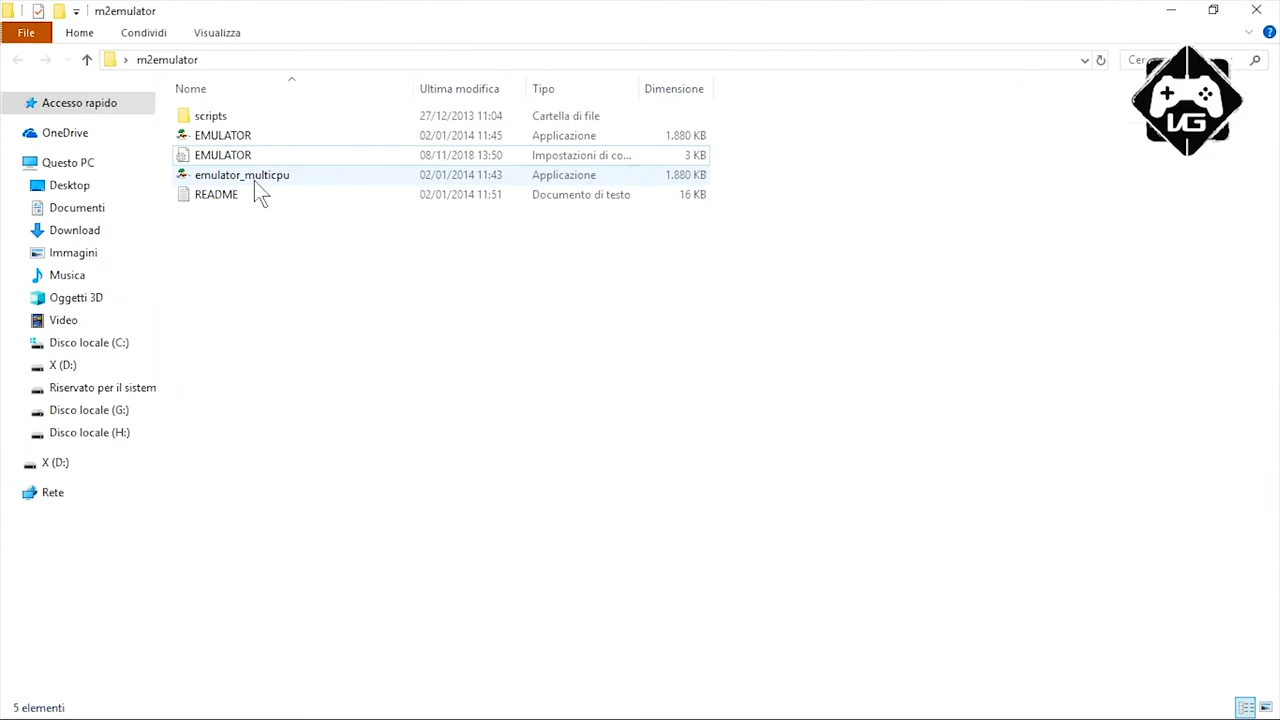 m2emulator
File Home Condividi Visualizza
m2emulator
Nome Ultima modifica Tipo Dimensione
scripts 27/12/2013 11:04 Cartella di file
EMULATOR 02/01/2014 11:45 Applicazione 1.880 KB
EMULATOR 08/11/2018 13:50 Impostazioni di co... 3 KB
emulator_multicpu 02/01/2014 11:43 Applicazione 1.880 KB
README 02/01/2014 11:51 Documento di testo 16 KB
Accesso rapido
OneDrive
Questo PC
Desktop
Documenti
Download
Immagini
Musica
Oggetti 3D
Video
Disco locale (C:)
X (D:)
Riservato per il sistem
Disco locale (G:)
Disco locale (H:)
X (D:)
Rete
5 elementi
VG